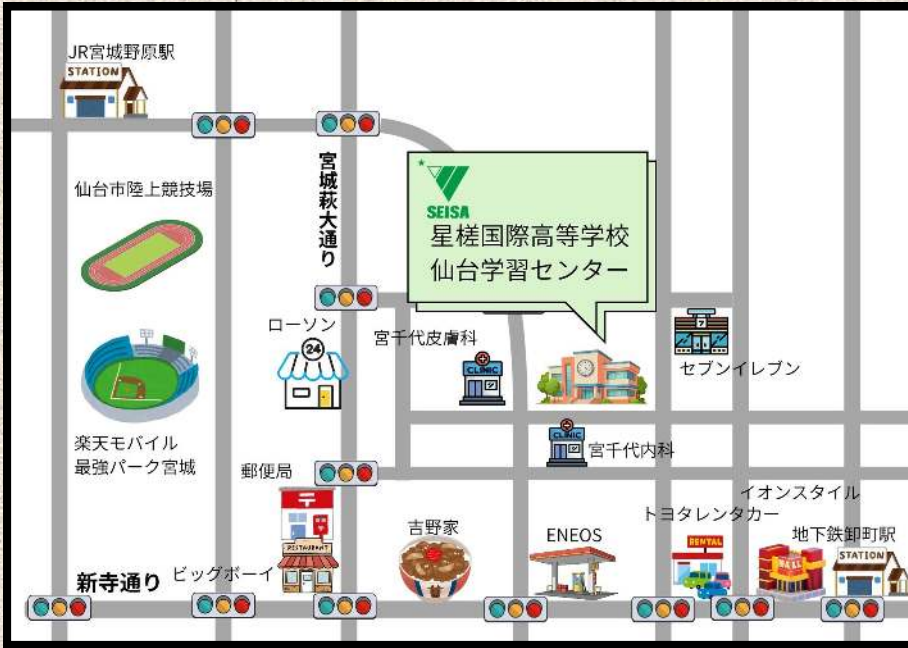 JR宮城野原駅
STATION
仙台市陸上競技場
宮城萩大通り
SEISA
星槎国際高等学校
仙台学習センター
ローソン
24
宮千代皮膚科
CLINIC
7
セブンイレブン
楽天モバイル
最強パーク宮城
CLINIC
宮千代内科
郵便局
〒
RESTAURANT
吉野家
ENEOS
イオンスタイル
トヨタレンタカー
RENTAL
MALL
地下鉄卸町駅
STATION
新寺通り
ビッグボーイ